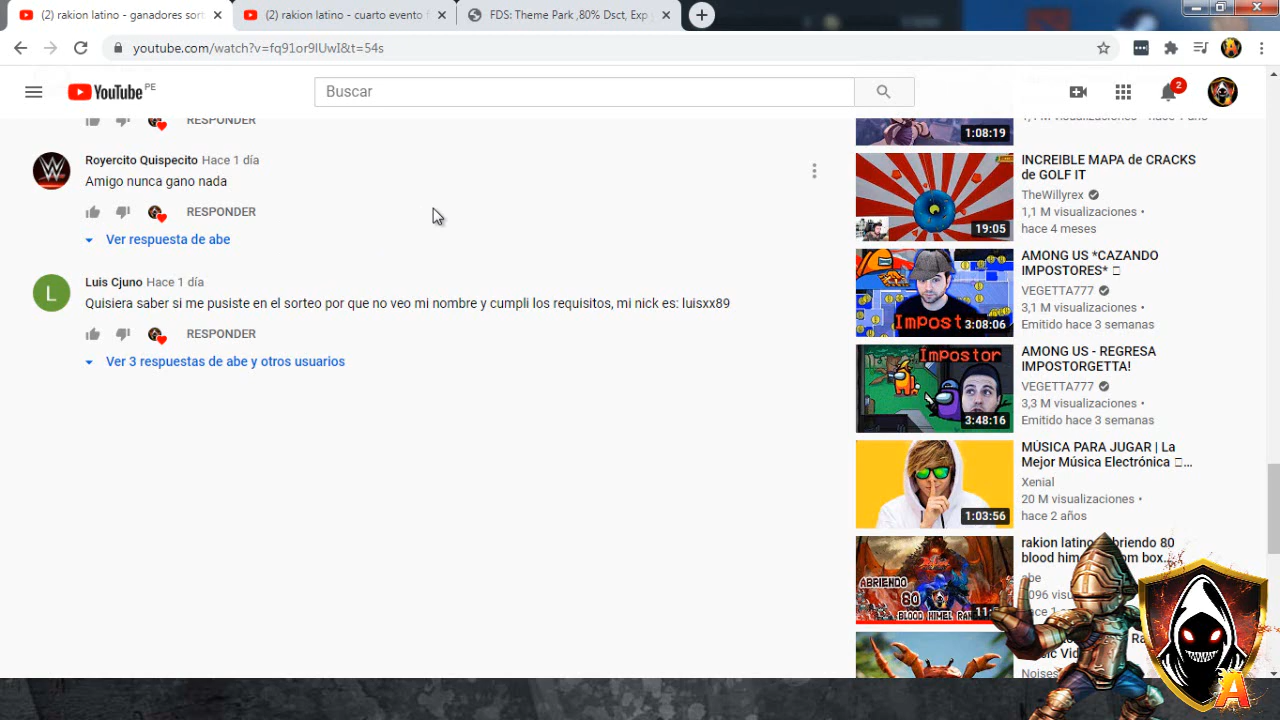 (2) rakion latino - ganadores sort
(2) rakion latino - cuarto evento f
FD3: Theme Park ,80% Dsct, Exp
youtube.com/watch?v=fq91or9lUwI&t=54s
YouTube PE
Buscar
2
RESPONDER
Royercito Quispecito Hace 1 día
Amigo nunca gano nada
RESPONDER
Ver respuesta de abe
L
Luis Cjuno Hace 1 día
Quisiera saber si me pusiste en el sorteo por que no veo mi nombre y cumpli los requisitos, mi nick es: luisxx89
RESPONDER
Ver 3 respuestas de abe y otros usuarios
1:08:19
INCREIBLE MAPA de CRACKS
de GOLF IT
TheWillyrex
1,1 M visualizaciones •
hace 4 meses
19:05
AMONG US *CAZANDO
IMPOSTORES*
VEGETTA777
3,1 M visualizaciones •
Emitido hace 3 semanas
Impost
3:08:06
AMONG US - REGRESA
IMPOSTORGETTA!
VEGETTA777
3,3 M visualizaciones •
Emitido hace 3 semanas
Impostor
3:48:16
MÚSICA PARA JUGAR | La
Mejor Música Electrónica ...
Xenial
20 M visualizaciones •
hace 2 años
1:03:56
rakion latino
blood
abe
ABRIENDO
80
BLOOD HIMEL
Noises
A